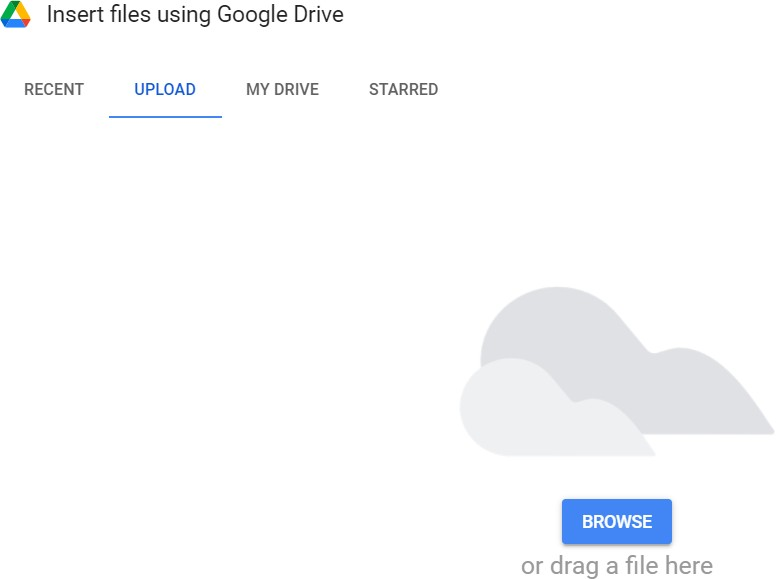 Insert files using Google Drive
RECENT UPLOAD MY DRIVE STARRED
BROWSE
or drag a file here